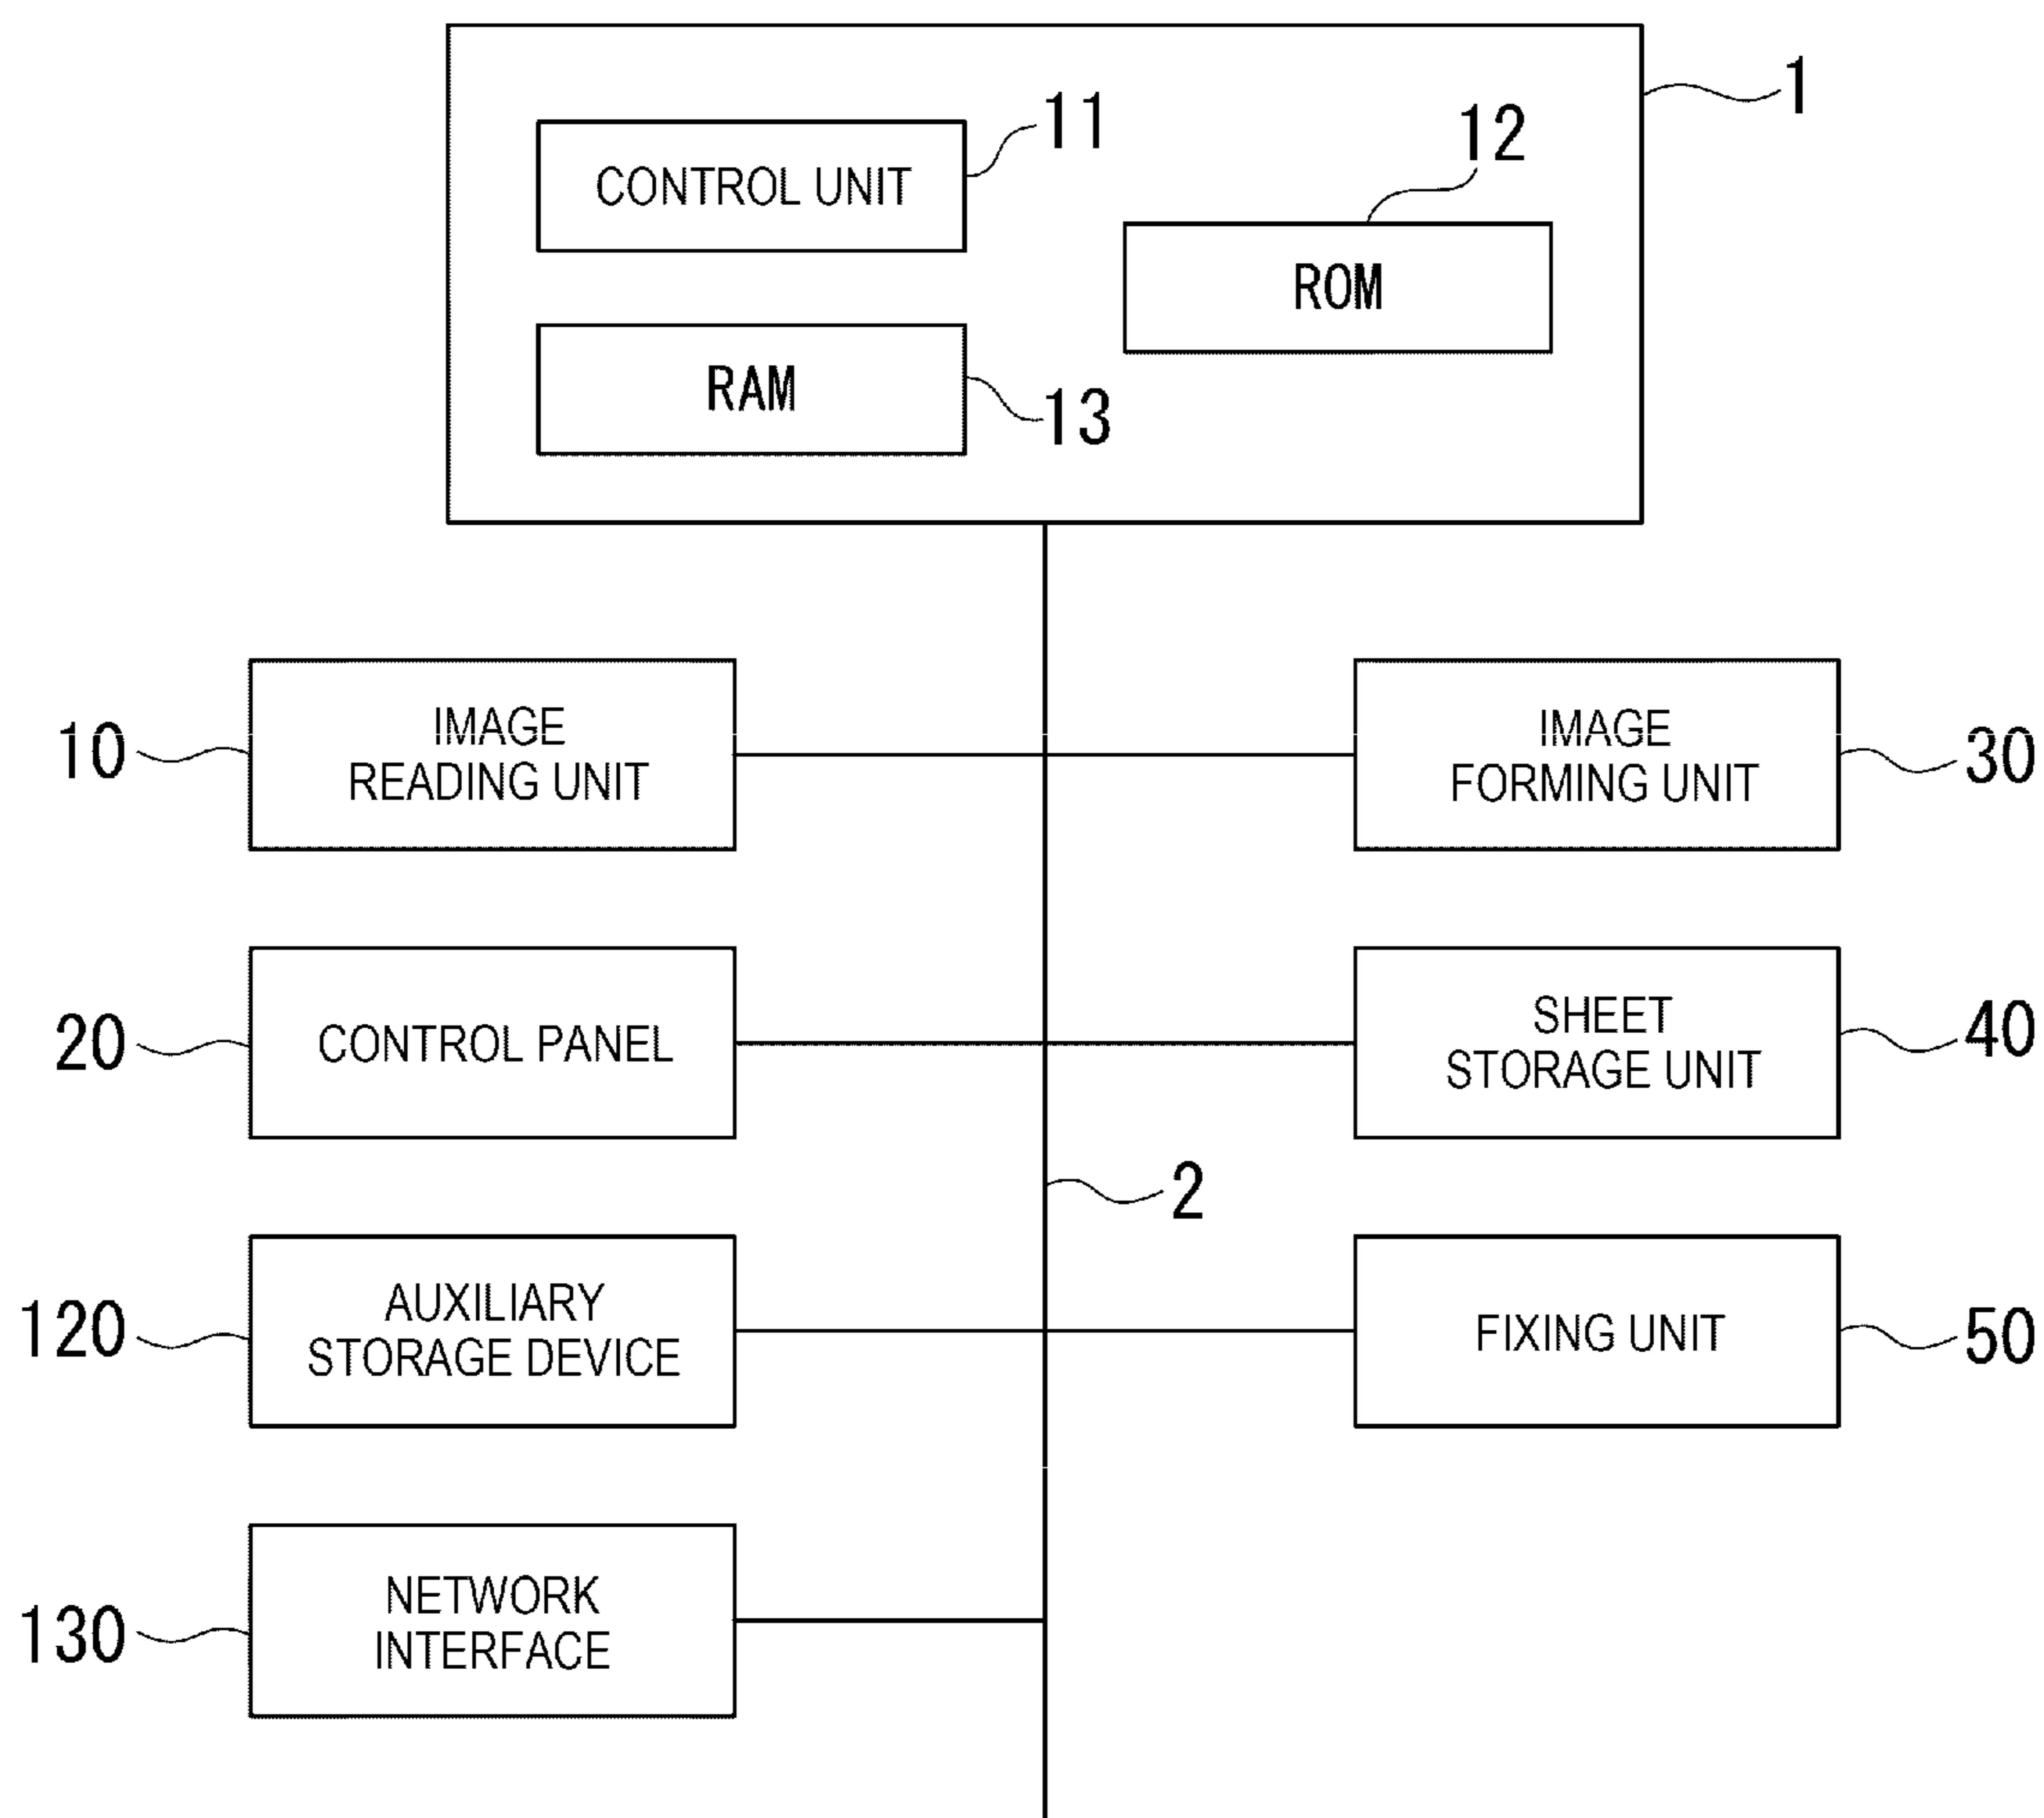 1
11
CONTROL UNIT
12
ROM
RAM
13
10
IMAGE
READING UNIT
IMAGE
FORMING UNIT
30
20
CONTROL PANEL
SHEET
STORAGE UNIT
40
2
120
AUXILIARY
STORAGE DEVICE
FIXING UNIT
50
130
NETWORK
INTERFACE